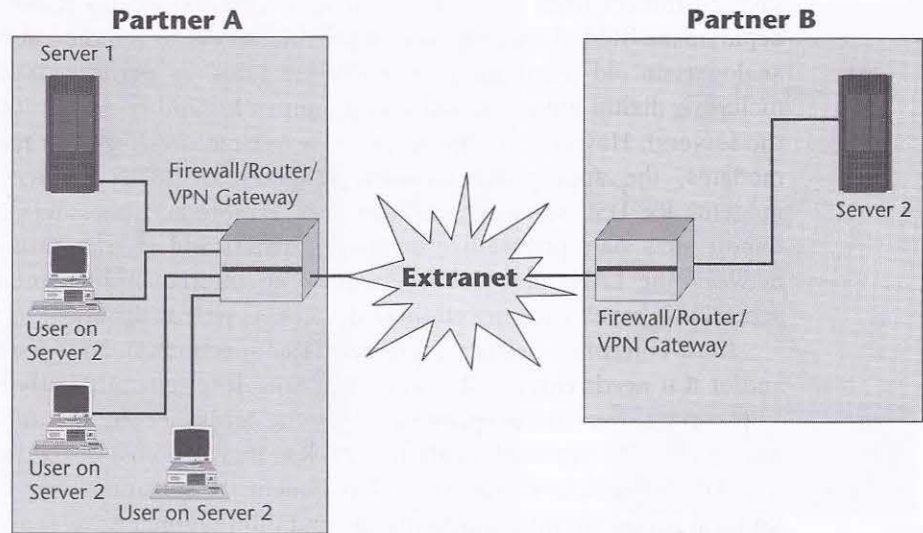 Partner A
Partner B
Server 1
Firewall/Router/
VPN Gateway
Extranet
Server 2
Firewall/Router/
VPN Gateway
User on
Server 2
User on
Server 2
User on Server 2